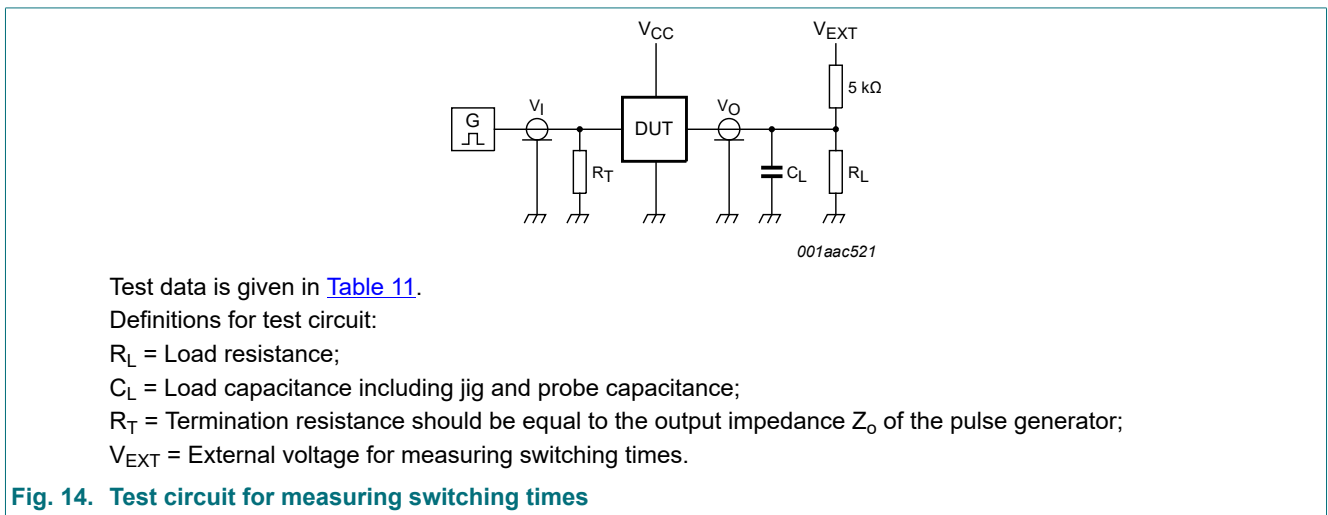 VCC
VEXT
5 kΩ
G
VI
DUT
VO
RT
CL
RL
001aac521
Test data is given in Table 11.
Definitions for test circuit:
RL = Load resistance;
CL = Load capacitance including jig and probe capacitance;
RT = Termination resistance should be equal to the output impedance Zo of the pulse generator;
VEXT = External voltage for measuring switching times.
Fig. 14. Test circuit for measuring switching times